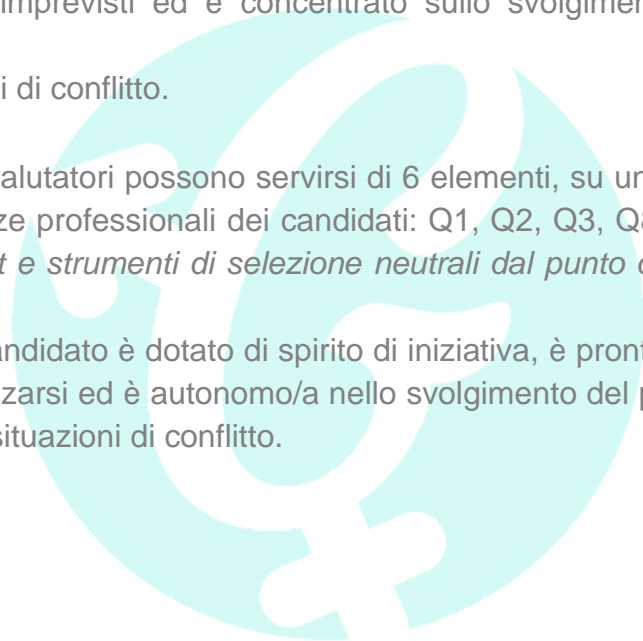 imprevisti ed è concentrato sullo svolgimen
i di conflitto.
alutatori possono servirsi di 6 elementi, su un
ze professionali dei candidati: Q1, Q2, Q3, Q8
t e strumenti di selezione neutrali dal punto
andidato è dotato di spirito di iniziativa, è pront
zarsi ed è autonomo/a nello svolgimento del
situazioni di conflitto.